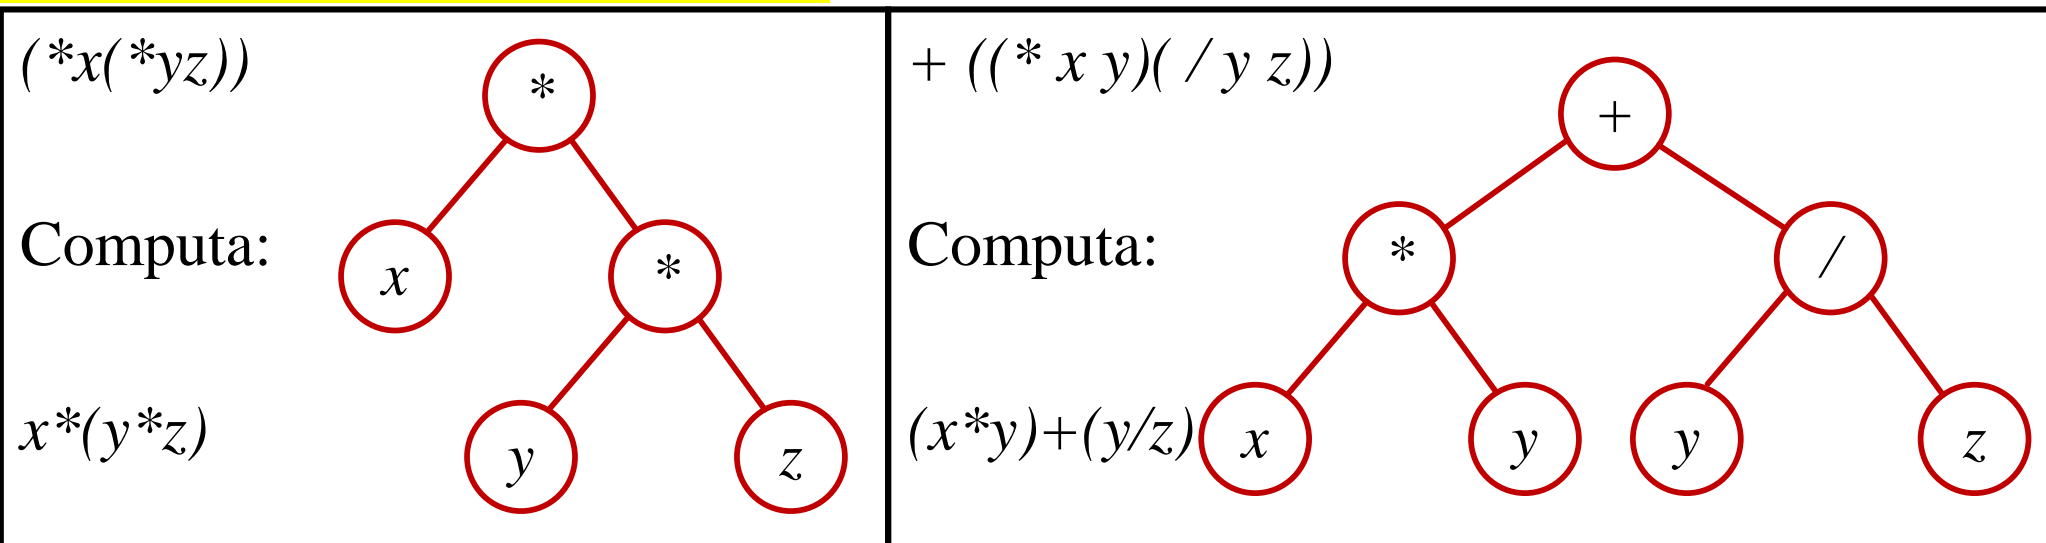 (*x(*yz))
*
x
*
Computa:
y
z
x*(y*z)
+ ((* x y)( / y z))
+
*
/
Computa:
x
y
y
z
(x*y)+(y/z)